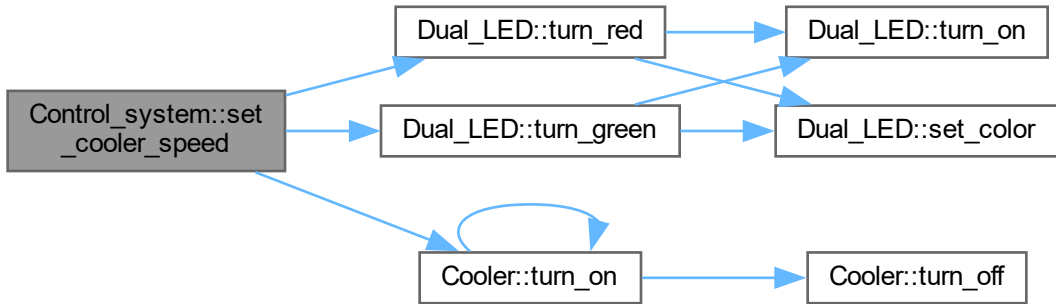 Control_system::set
_cooler_speed
Dual_LED::turn_red
Dual_LED::turn_on
Dual_LED::turn_green
Dual_LED::set_color
Cooler::turn_on
Cooler::turn_off